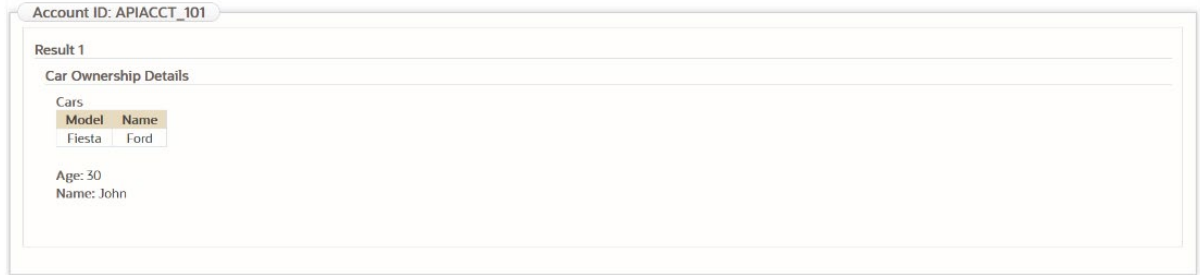 Account ID: APIACCT_101
Result 1
Car Ownership Details
Cars
Model Name
Fiesta Ford
Age: 30
Name: John